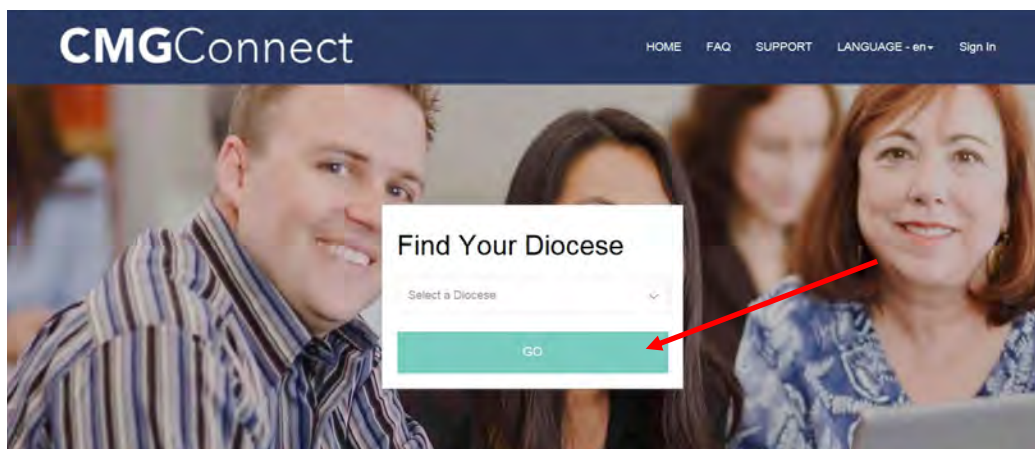 CMGConnect
HOME FAQ SUPPORT LANGUAGE - en Sign In
Find Your Diocese
Select a Diocese
GO